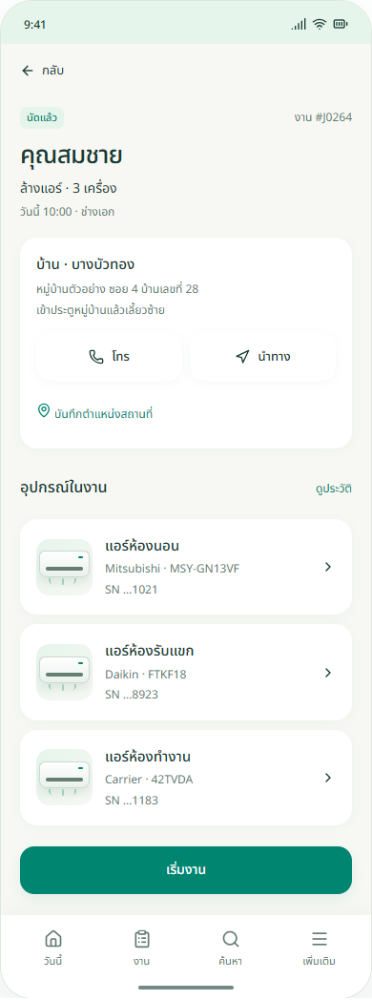 9:41
กลับ
นัดแล้ว
งาน #J0264
คุณสมชาย
ล้างแอร์ · 3 เครื่อง
วันนี้ 10:00 · ช่างเอก
บ้าน · บางบัวทอง
หมู่บ้านตัวอย่าง ซอย 4 บ้านเลขที่ 28
เข้าประตูหมู่บ้านแล้วเลี้ยวซ้าย
โทร
นำทาง
บันทึกตำแหน่งสถานที่
อุปกรณ์ในงาน
ดูประวัติ
แอร์ห้องนอน
Mitsubishi · MSY-GN13VF
SN …1021
แอร์ห้องรับแขก
Daikin · FTKF18
SN …8923
แอร์ห้องทำงาน
Carrier · 42TVDA
SN …1183
เริ่มงาน
วันนี้
งาน
ค้นหา
เพิ่มเติม